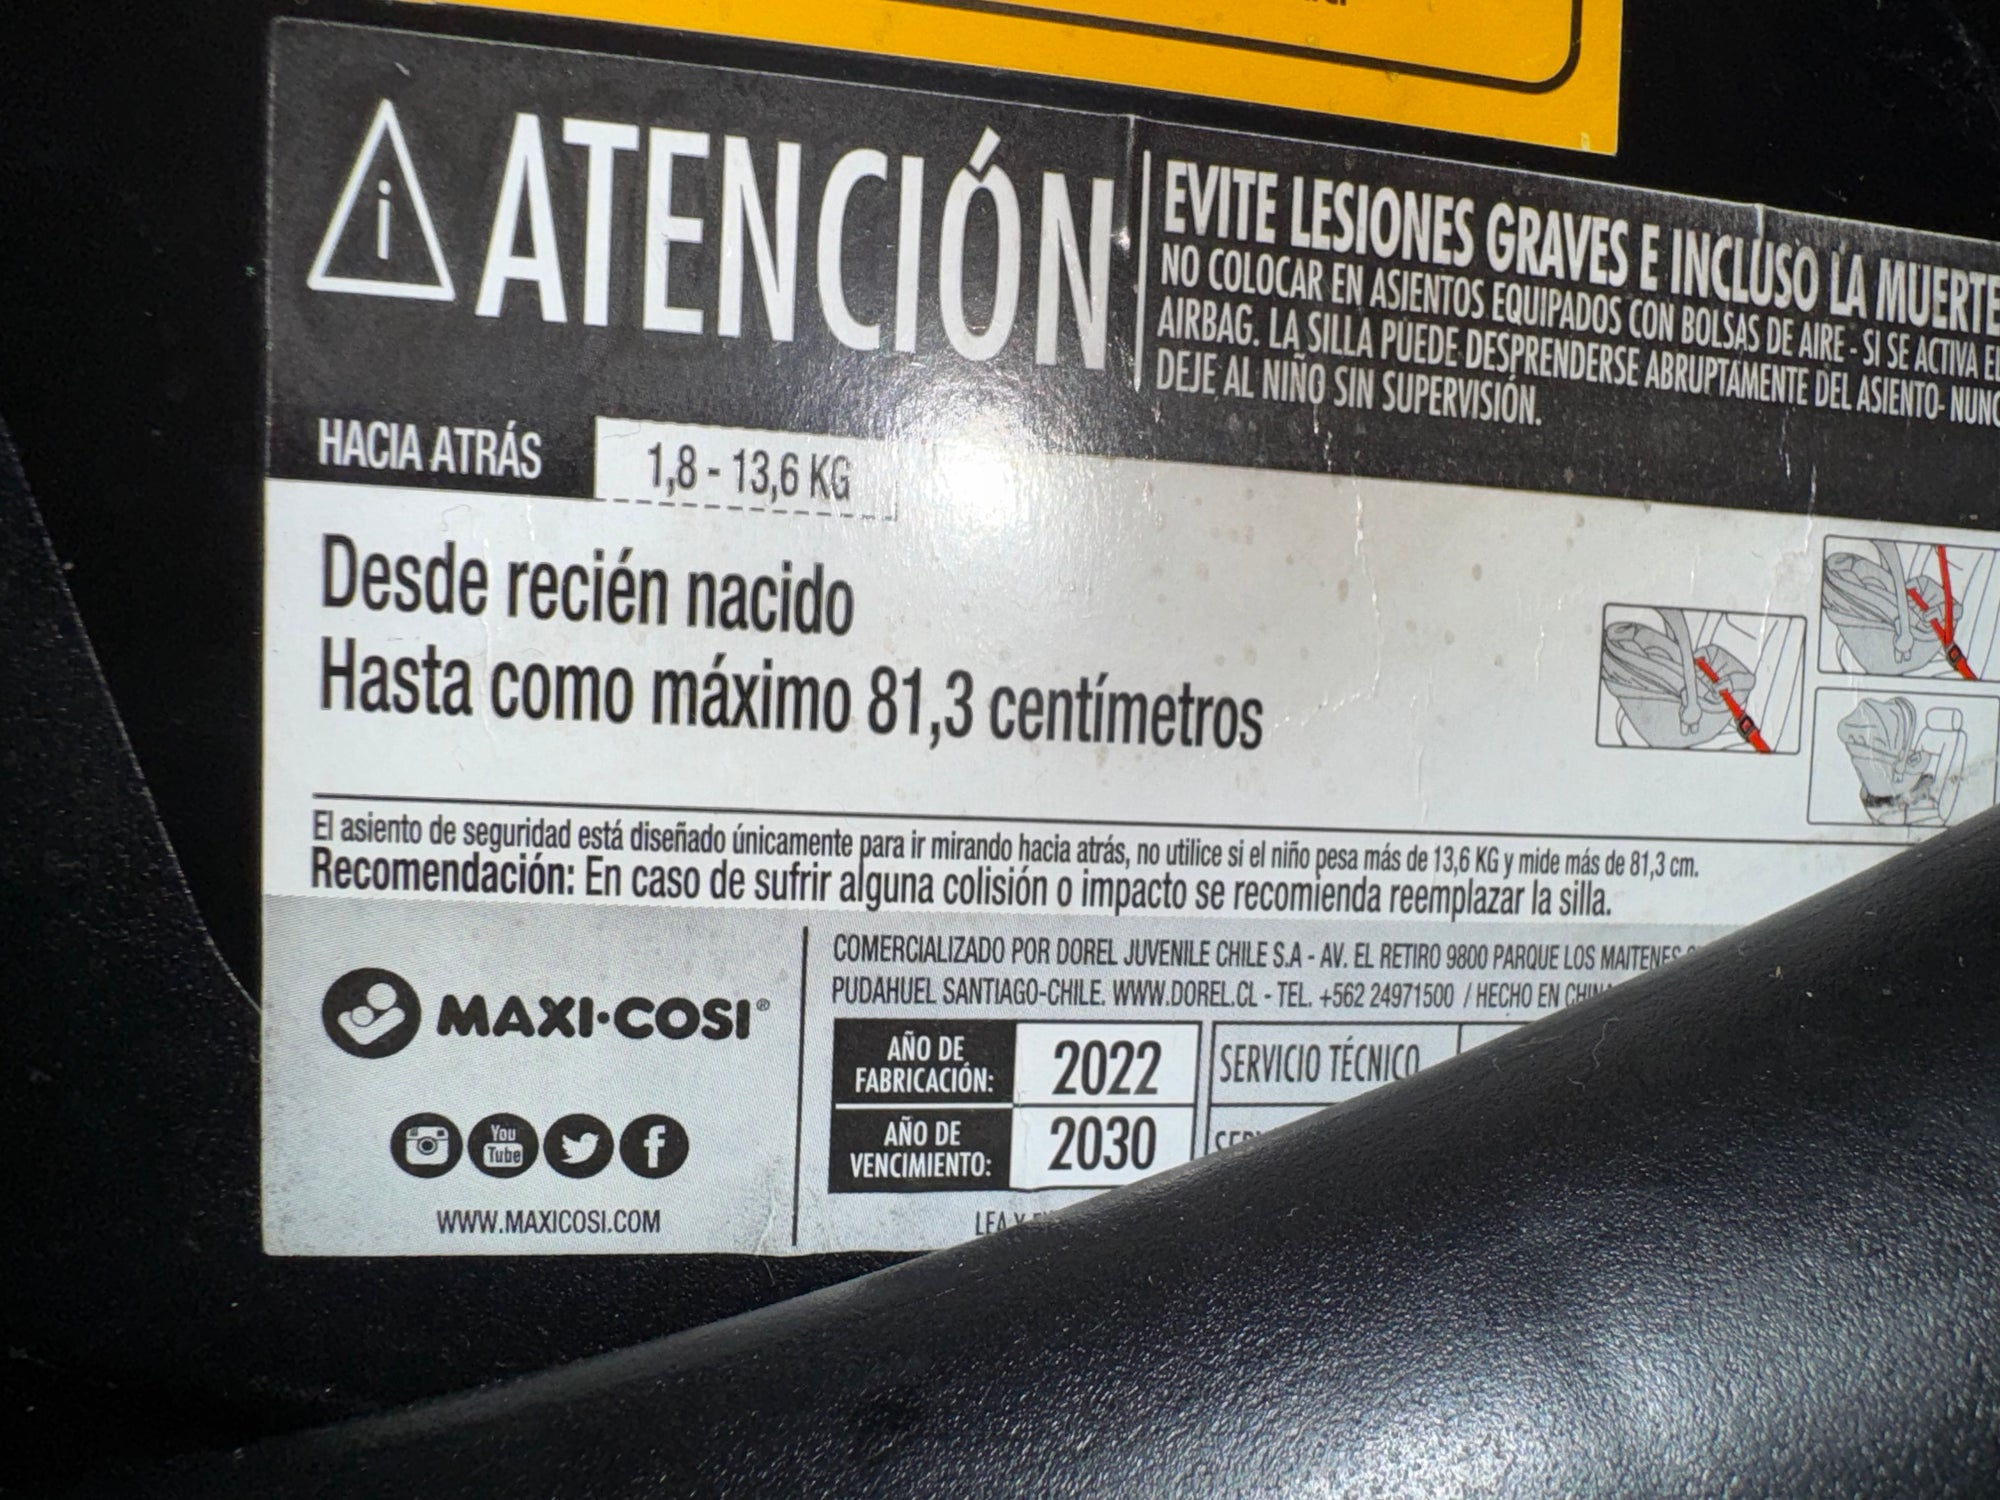 ATENCIÓN
EVITE LESIONES GRAVES E INCLUSO LA MUERTE
NO COLOCAR EN ASIENTOS EQUIPADOS CON BOLSAS DE AIRE - SI SE ACTIVA EL
AIRBAG. LA SILLA PUEDE DESPRENDERSE ABRUPTAMENTE DEL ASIENTO- NUNC
DEJE AL NIÑO SIN SUPERVISIÓN.
HACIA ATRÁS
1,8 - 13,6 KG
Desde recién nacido
Hasta como máximo 81,3 centímetros
El asiento de seguridad está diseñado únicamente para ir mirando hacia atrás, no utilice si el niño pesa más de 13,6 KG y mide más de 81,3 cm.
Recomendación: En caso de sufrir alguna colisión o impacto se recomienda reemplazar la silla.
MAXI·COSI®
You
Tube
WWW.MAXICOSI.COM
COMERCIALIZADO POR DOREL JUVENILE CHILE S.A - AV. EL RETIRO 9800 PARQUE LOS MAITENES
PUDAHUEL SANTIAGO-CHILE. WWW.DOREL.CL - TEL. +562 24971500 / HECHO EN CHINA
AÑO DE
FABRICACIÓN:
2022
SERVICIO TÉCNICO
AÑO DE
VENCIMIENTO:
2030
LEA Y